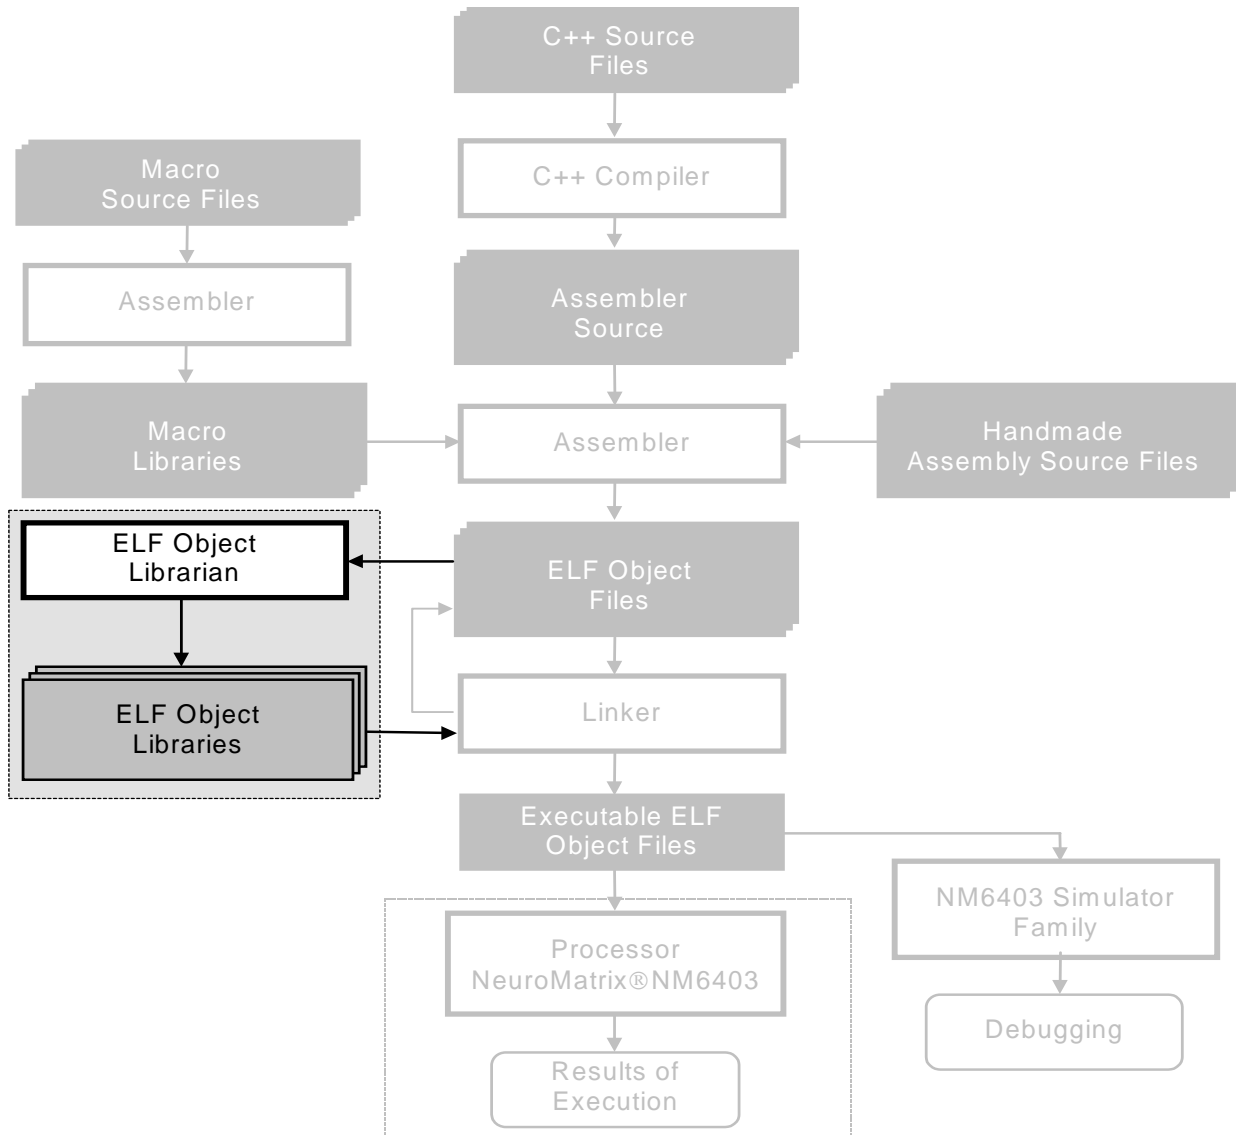 C++ Source
Files
Macro
Source Files
C++ Compiler
Assembler
Assembler
Source
Macro
Libraries
Assembler
Handmade
Assembly Source Files
ELF Object
Librarian
ELF Object
Files
ELF Object
Libraries
Linker
Executable ELF
Object Files
NM6403 Simulator
Family
Processor
NeuroMatrix®NM6403
Debugging
Results of
Execution